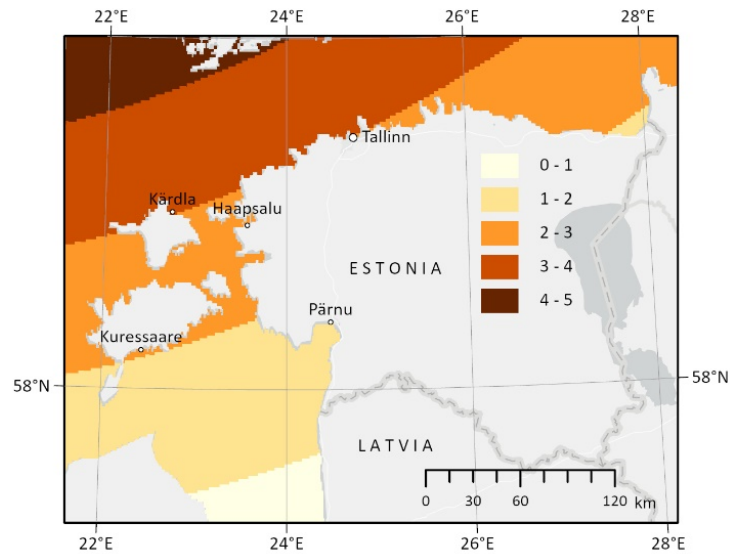 22°E 24°E 26°E 28°E
Tallinn
0 - 1
Kärdla
Haapsalu
1 - 2
2 - 3
ESTONIA
3 - 4
4 - 5
Pärnu
Kuressaare
58°N 58°N
LATVIA
0 30 60 120 km
22°E 24°E 26°E 28°E